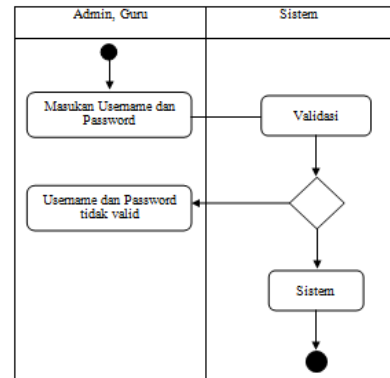 Admin, Guru
Sistem
Masukan Username dan
Password
Validasi
Username dan Password
tidak valid
Sistem